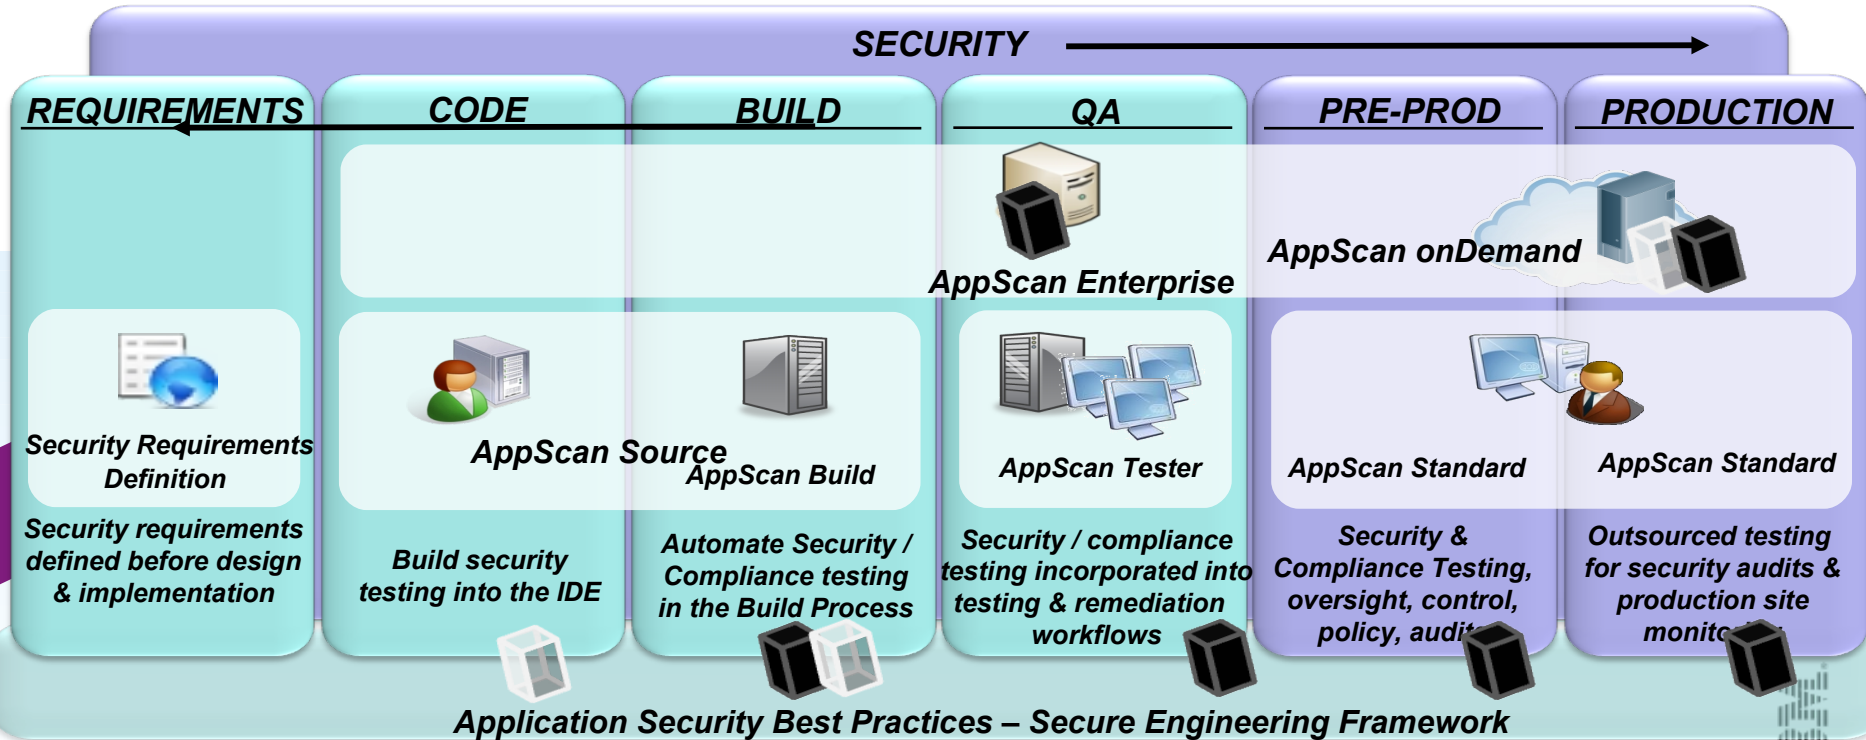 SECURITY
REQUIREMENTS
CODE
BUILD
QA
PRE-PROD
PRODUCTION
AppScan Enterprise
AppScan onDemand
Security Requirements
Definition
AppScan Source
AppScan Build
AppScan Tester
AppScan Standard
AppScan Standard
Security requirements
defined before design
& implementation
Build security
testing into the IDE
Automate Security /
Compliance testing
in the Build Process
Security / compliance
testing incorporated into
testing & remediation
workflows
Security &
Compliance Testing,
oversight, control,
policy, audits
Outsourced testing
for security audits &
production site
monitoring
Application Security Best Practices – Secure Engineering Framework
IBM